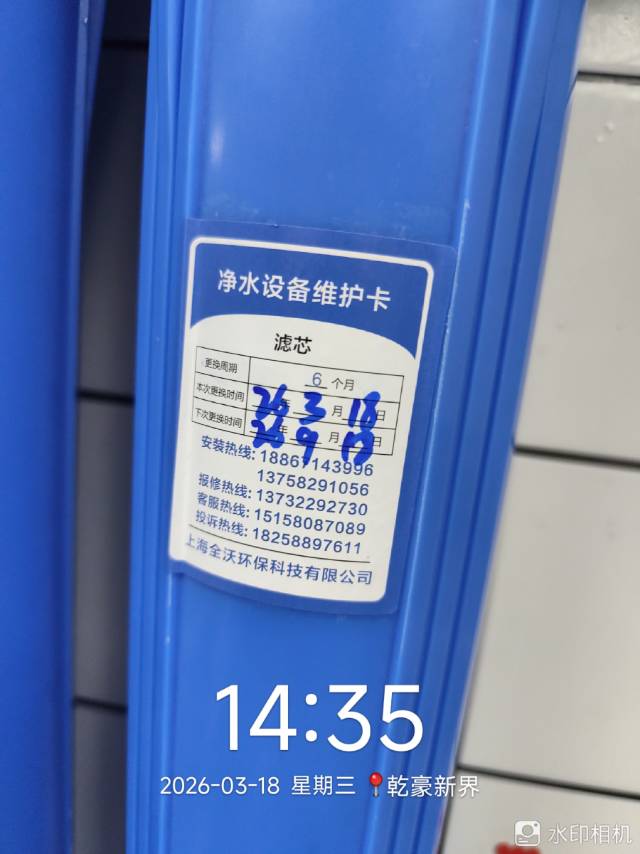 净水设备维护卡
滤芯
更换周期 6 个月
本次更换时间 26 年 3 月 18 日
下次更换时间 26 年 9 月 日
安装热线: 18867143996
13758291056
报修热线: 13732292730
客服热线: 15158087089
投诉热线: 18258897611
上海全沃环保科技有限公司
14:35
2026-03-18 星期三 乾豪新界
水印相机